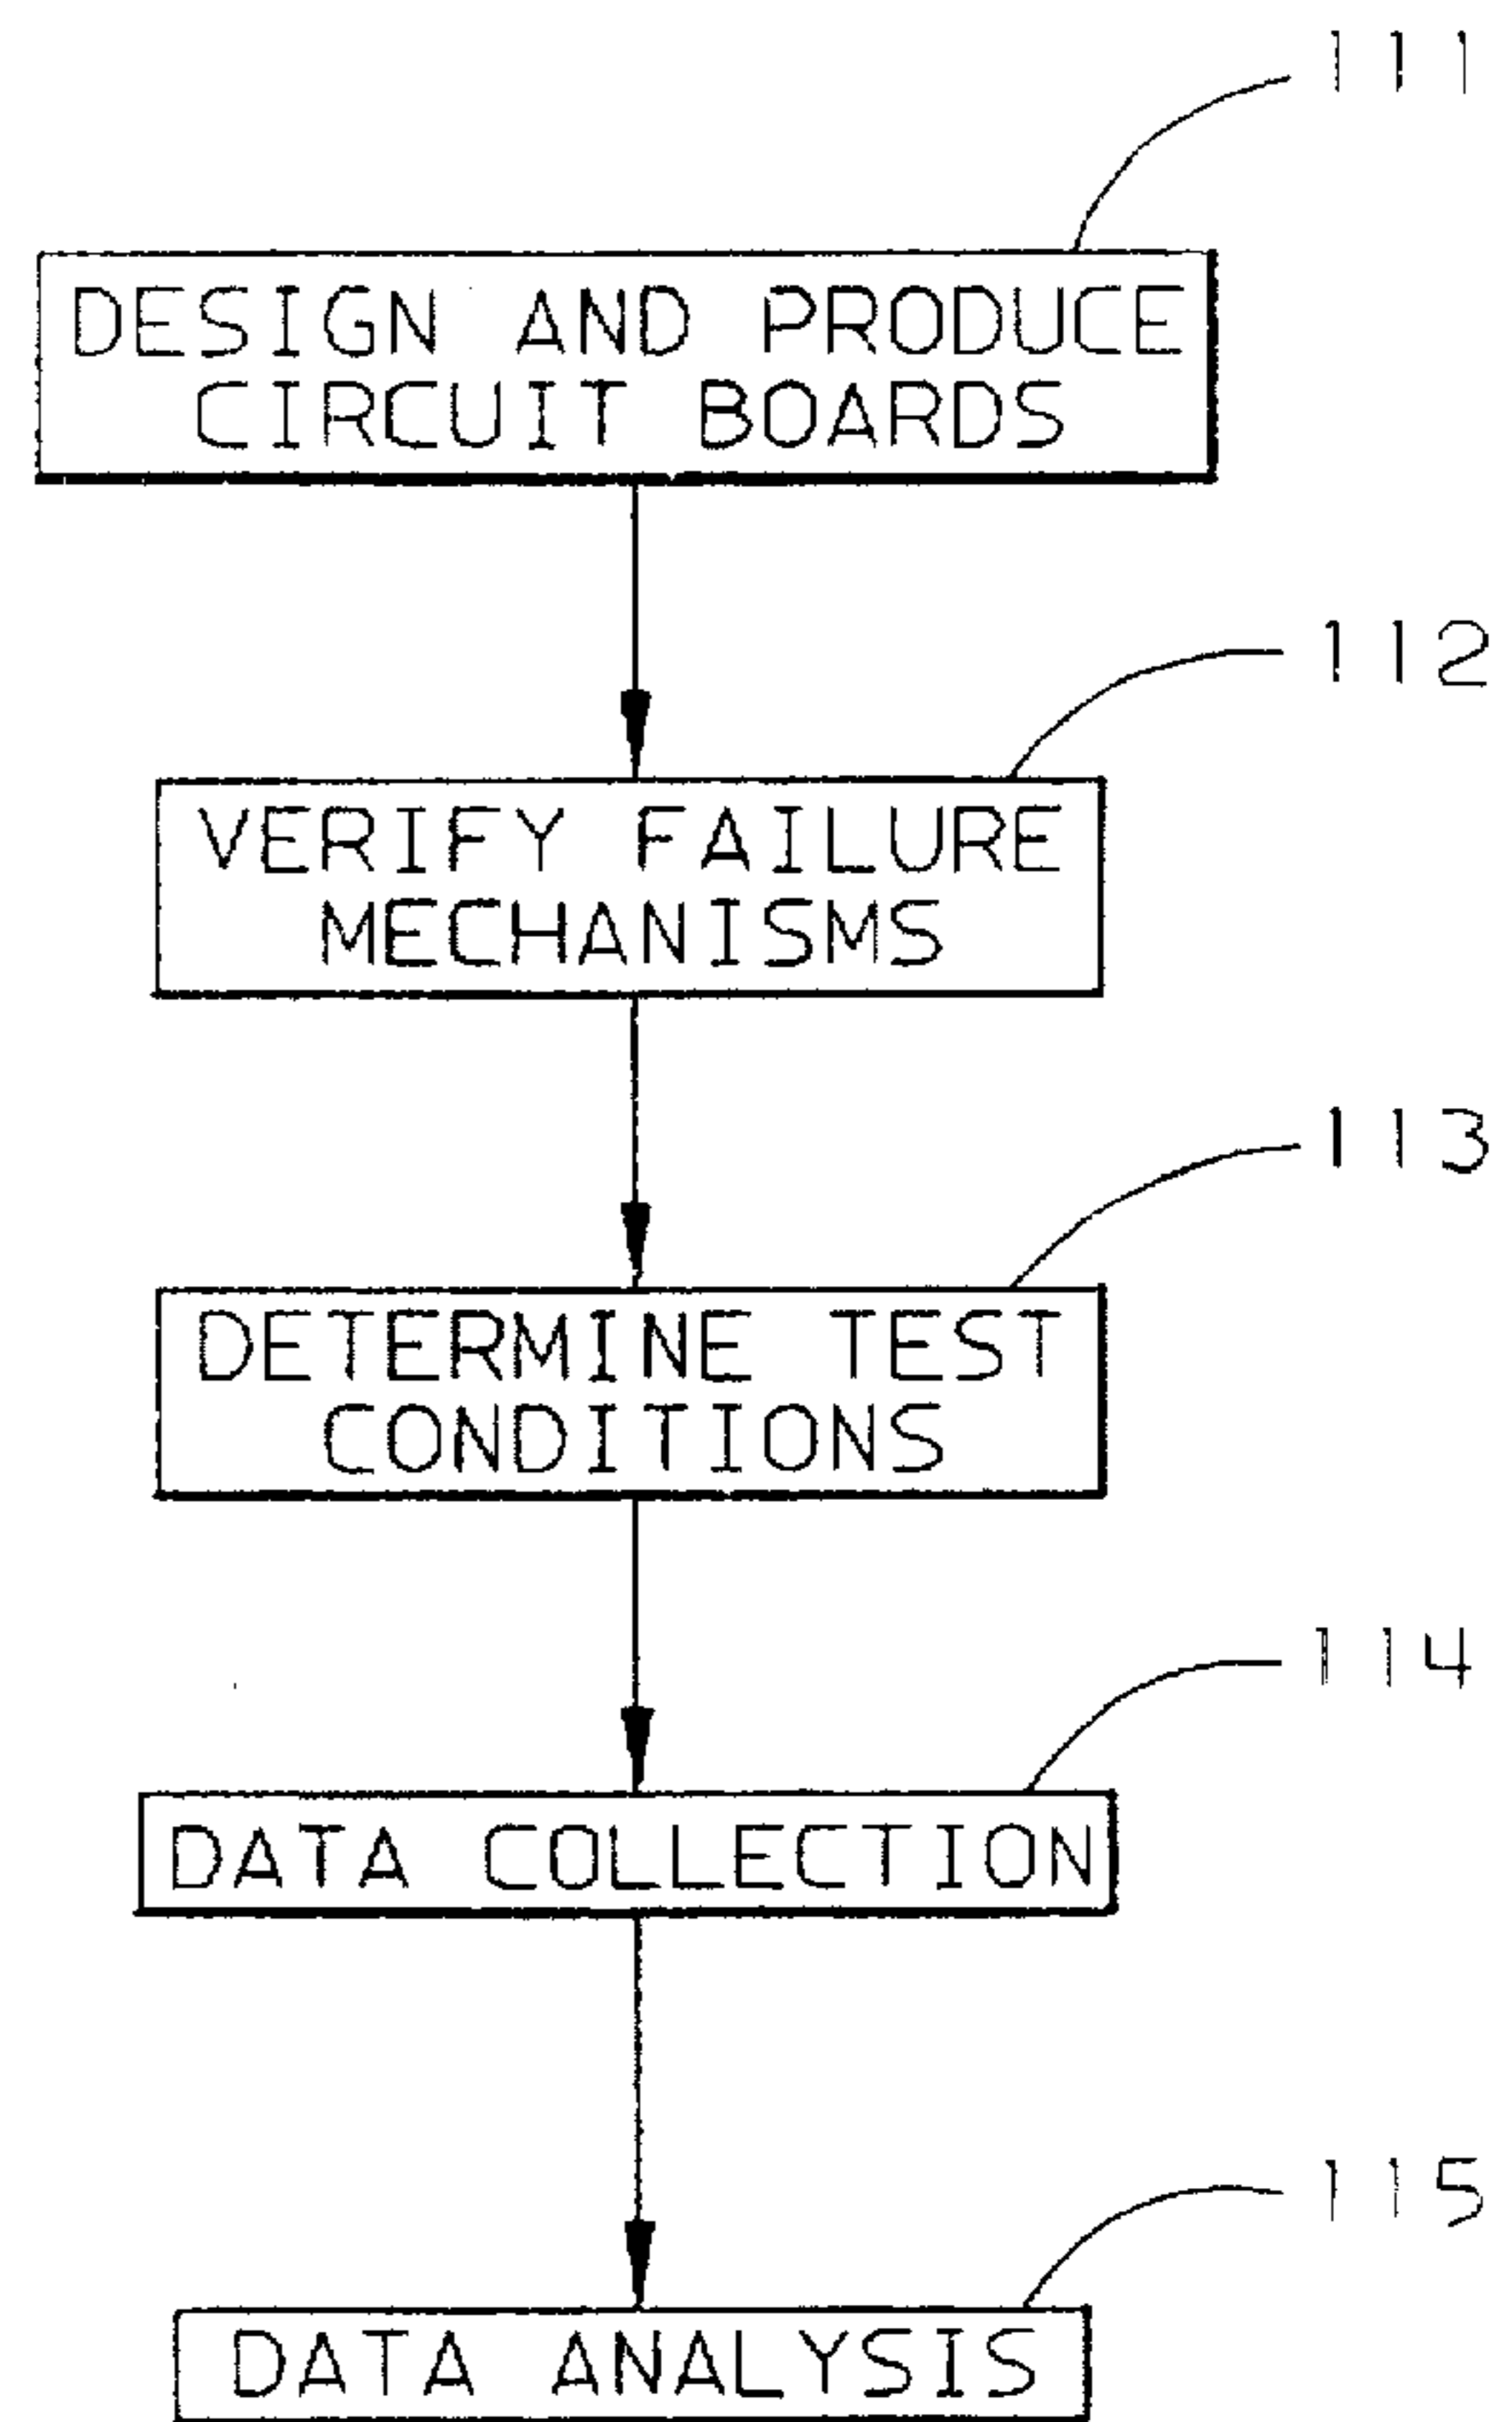 111
DESIGN AND PRODUCE
CIRCUIT BOARDS
112
VERIFY FAILURE
MECHANISMS
113
DETERMINE TEST
CONDITIONS
114
DATA COLLECTION
115
DATA ANALYSIS